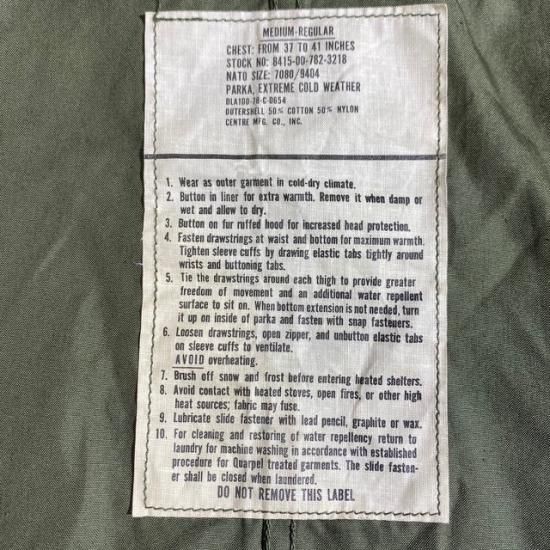 MEDIUM-REGULAR
CHEST: FROM 37 TO 41 INCHES
STOCK NO: 8415-00-782-3218
NATO SIZE: 7080/9404
PARKA, EXTREME COLD WEATHER
DLA100-78-C-0654
OUTERSHELL 50% COTTON 50% NYLON
CENTRE MFG. CO., INC.
1. Wear as outer garment in cold-dry climate.
2. Button in liner for extra warmth. Remove it when damp or
wet and allow to dry.
3. Button on fur ruffed hood for increased head protection.
4. Fasten drawstrings at waist and bottom for maximum warmth.
Tighten sleeve cuffs by drawing elastic tabs tightly around
wrists and buttoning tabs.
5. Tie the drawstrings around each thigh to provide greater
freedom of movement and an additional water repellent
surface to sit on. When bottom extension is not needed, turn
it up on inside of parka and fasten with snap fasteners.
6. Loosen drawstrings, open zipper, and unbutton elastic tabs
on sleeve cuffs to ventilate.
AVOID overheating.
7. Brush off snow and frost before entering heated shelters.
8. Avoid contact with heated stoves, open fires, or other high
heat sources; fabric may fuse.
9. Lubricate slide fastener with lead pencil, graphite or wax.
10. For cleaning and restoring of water repellency return to
laundry for machine washing in accordance with established
procedure for Quarpel treated garments. The slide fasten-
er shall be closed when laundered.
DO NOT REMOVE THIS LABEL